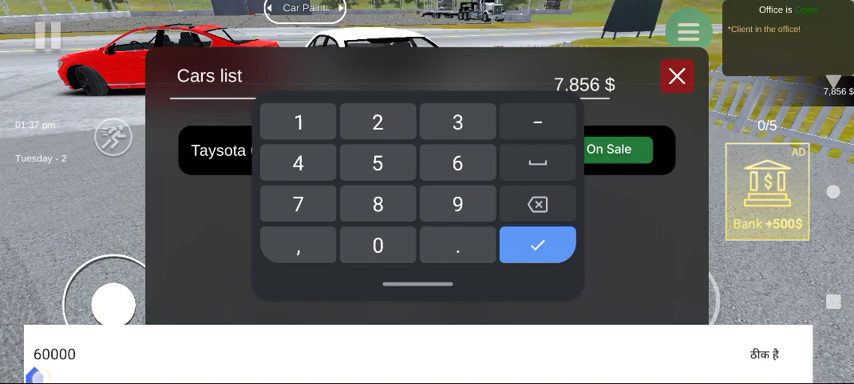 Car Paint
Office is Open
*Client in the office!
Cars list
7.856 $
7,856 $
01:37 pm
Tuesday - 2
0/5
Taysota
On Sale
AD
Bank +500$
1 2 3 -
4 5 6
7 8 9
, 0 .
60000
ठीक है